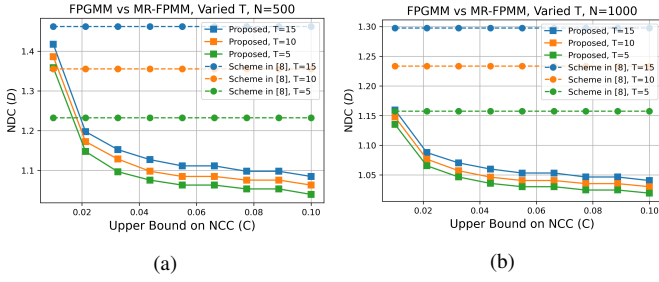 FPGMM vs MR-FPMM, Varied T, N=500
NDC (D)
1.4
1.3
1.2
1.1
Proposed, T=15
Proposed, T=10
Proposed, T=5
Scheme in [8], T=15
Scheme in [8], T=10
Scheme in [8], T=5
0.02
0.04
0.06
0.08
0.10
Upper Bound on NCC (C)
(a)
FPGMM vs MR-FPMM, Varied T, N=1000
NDC (D)
1.30
1.25
1.20
1.15
1.10
1.05
Proposed, T=15
Proposed, T=10
Proposed, T=5
Scheme in [8], T=15
Scheme in [8], T=10
Scheme in [8], T=5
0.02
0.04
0.06
0.08
0.10
Upper Bound on NCC (C)
(b)